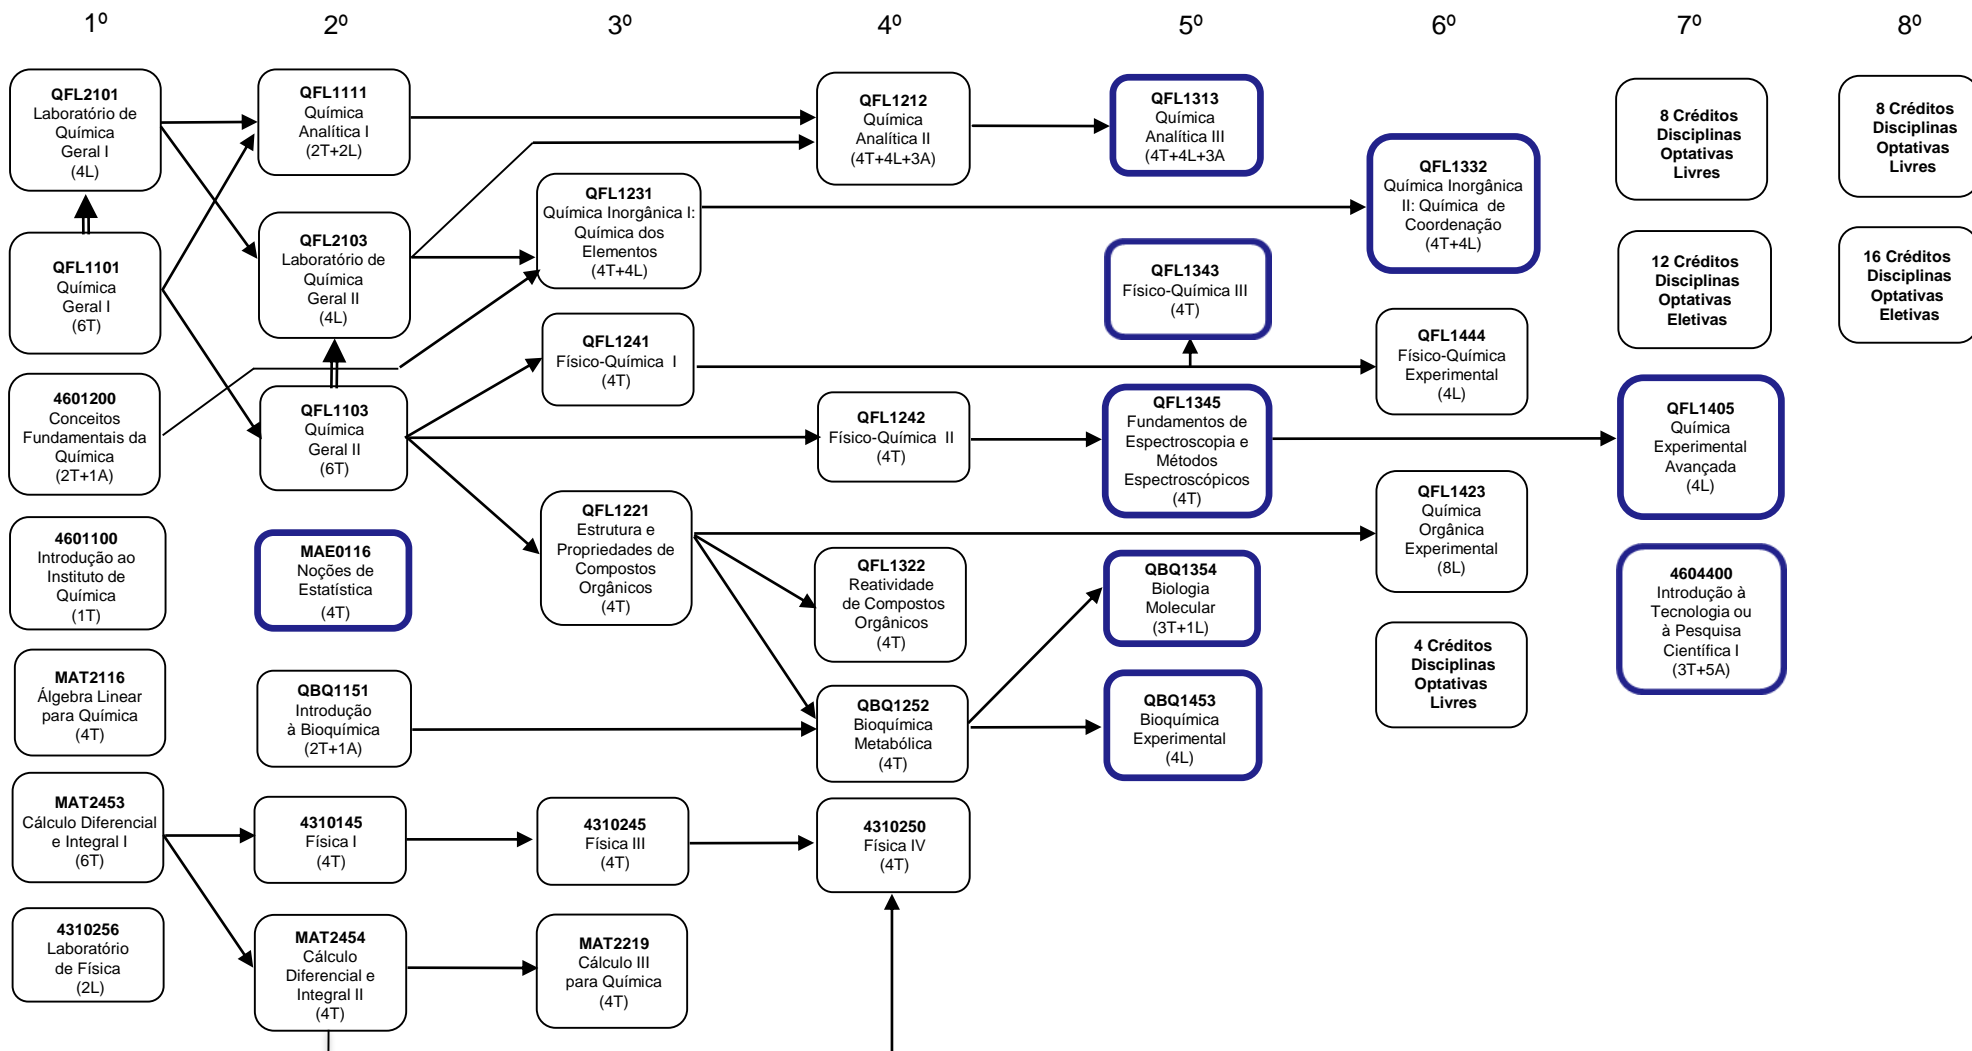 1º
2º
3º
4º
5º
6º
7º
8º
QFL2101
Laboratório de
Química
Geral I
(4L)
QFL1101
Química
Geral I
(6T)
4601200
Conceitos
Fundamentais da
Química
(2T+1A)
4601100
Introdução ao
Instituto de
Química
(1T)
MAT2116
Álgebra Linear
para Química
(4T)
MAT2453
Cálculo Diferencial
e Integral I
(6T)
4310256
Laboratório
de Física
(2L)
QFL1111
Química
Analítica I
(2T+2L)
QFL2103
Laboratório de
Química
Geral II
(4L)
QFL1103
Química
Geral II
(6T)
MAE0116
Noções de
Estatística
(4T)
QBQ1151
Introdução
à Bioquímica
(2T+1A)
4310145
Física I
(4T)
MAT2454
Cálculo
Diferencial e
Integral II
(4T)
QFL1231
Química Inorgânica I:
Química dos
Elementos
(4T+4L)
QFL1241
Físico-Química I
(4T)
QFL1221
Estrutura e
Propriedades de
Compostos
Orgânicos
(4T)
4310245
Física III
(4T)
MAT2219
Cálculo III
para Química
(4T)
QFL1212
Química
Analítica II
(4T+4L+3A)
QFL1242
Físico-Química II
(4T)
QFL1322
Reatividade
de Compostos
Orgânicos
(4T)
QBQ1252
Bioquímica
Metabólica
(4T)
4310250
Física IV
(4T)
QFL1313
Química
Analítica III
(4T+4L+3A
QFL1343
Físico-Química III
(4T)
QFL1345
Fundamentos de
Espectroscopia e
Métodos
Espectroscópicos
(4T)
QBQ1354
Biologia
Molecular
(3T+1L)
QBQ1453
Bioquímica
Experimental
(4L)
QFL1332
Química Inorgânica
II: Química de
Coordenação
(4T+4L)
QFL1444
Físico-Química
Experimental
(4L)
QFL1423
Química
Orgânica
Experimental
(8L)
4 Créditos
Disciplinas
Optativas
Livres
8 Créditos
Disciplinas
Optativas
Livres
12 Créditos
Disciplinas
Optativas
Eletivas
QFL1405
Química
Experimental
Avançada
(4L)
4604400
Introdução à
Tecnologia ou
à Pesquisa
Científica I
(3T+5A)
8 Créditos
Disciplinas
Optativas
Livres
16 Créditos
Disciplinas
Optativas
Eletivas